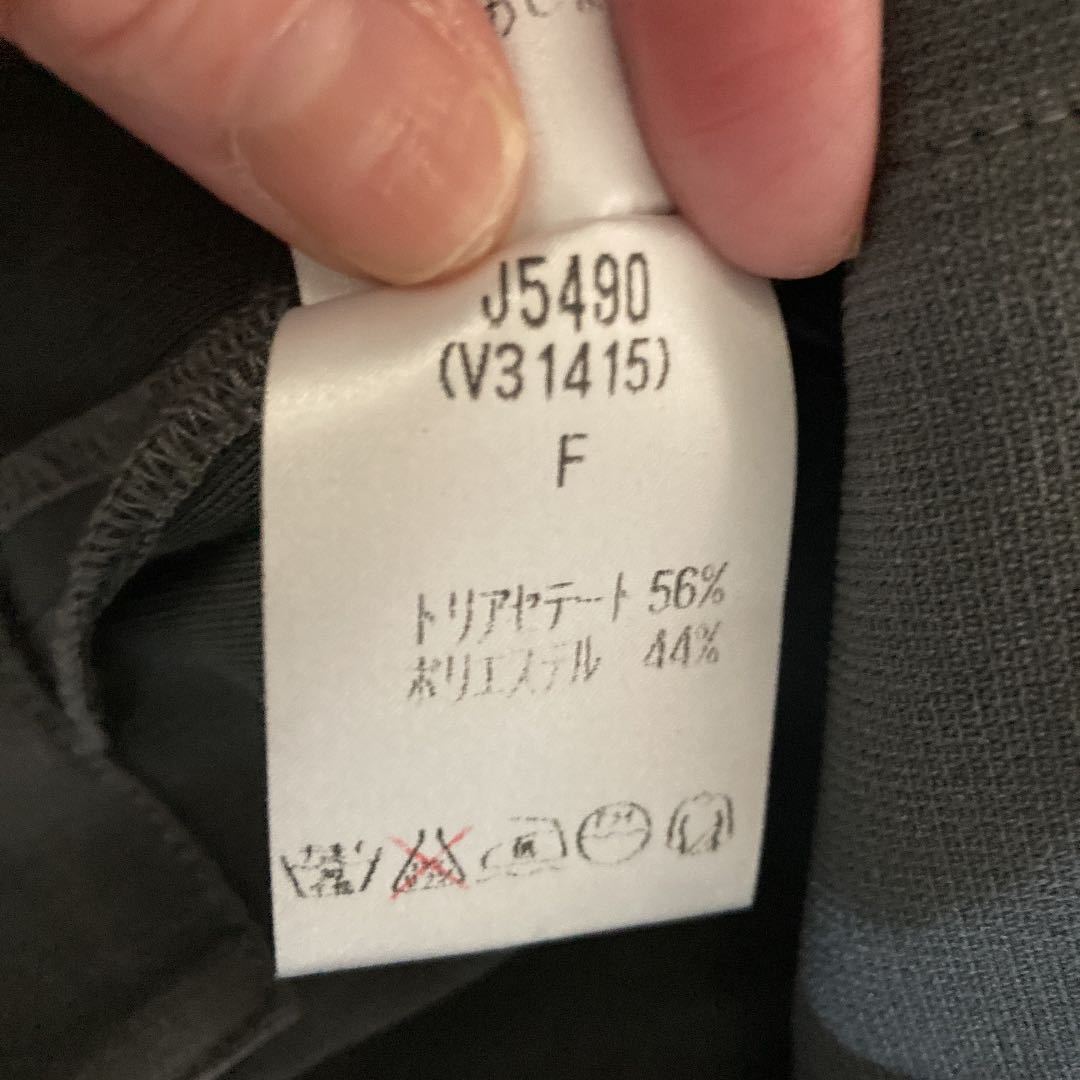 J5490
(V31415)
F
トリアセテート 56%
ポリエステル 44%